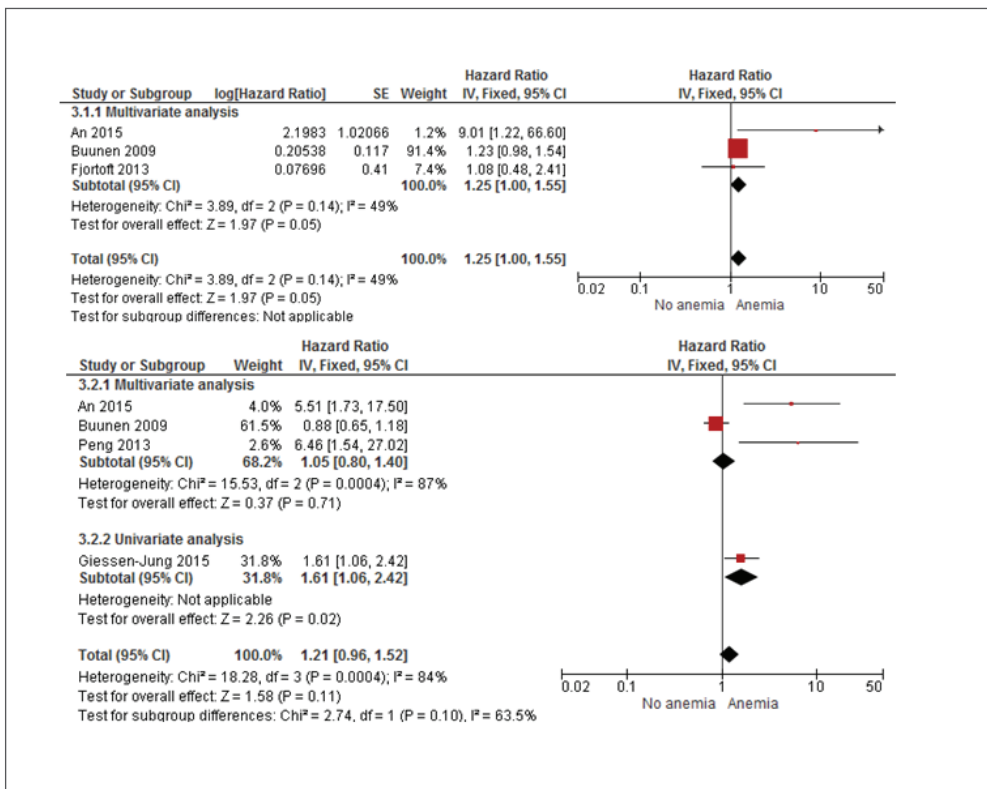 Hazard Ratio Hazard Ratio
Study or Subgroup log[Hazard Ratio] SE Weight IV, Fixed, 95% CI IV, Fixed, 95% CI
3.1.1 Multivariate analysis
An 2015 2.1983 1.02066 1.2% 9.01 [1.22, 66.60]
Buunen 2009 0.20538 0.117 91.4% 1.23 [0.98, 1.54]
Fjortoft 2013 0.07696 0.41 7.4% 1.08 [0.48, 2.41]
Subtotal (95% CI) 100.0% 1.25 [1.00, 1.55]
Heterogeneity: Chi² = 3.89, df = 2 (P = 0.14); I² = 49%
Test for overall effect: Z = 1.97 (P = 0.05)
Total (95% CI) 100.0% 1.25 [1.00, 1.55]
Heterogeneity: Chi² = 3.89, df = 2 (P = 0.14); I² = 49%
Test for overall effect: Z = 1.97 (P = 0.05)
Test for subgroup differences: Not applicable
0.02 0.1 1 10 50
No anemia Anemia
Hazard Ratio Hazard Ratio
Study or Subgroup Weight IV, Fixed, 95% CI IV, Fixed, 95% CI
3.2.1 Multivariate analysis
An 2015 4.0% 5.51 [1.73, 17.50]
Buunen 2009 61.5% 0.88 [0.65, 1.18]
Peng 2013 2.6% 6.46 [1.54, 27.02]
Subtotal (95% CI) 68.2% 1.05 [0.80, 1.40]
Heterogeneity: Chi² = 15.53, df = 2 (P = 0.0004); I² = 87%
Test for overall effect: Z = 0.37 (P = 0.71)
3.2.2 Univariate analysis
Giessen-Jung 2015 31.8% 1.61 [1.06, 2.42]
Subtotal (95% CI) 31.8% 1.61 [1.06, 2.42]
Heterogeneity: Not applicable
Test for overall effect: Z = 2.26 (P = 0.02)
Total (95% CI) 100.0% 1.21 [0.96, 1.52]
Heterogeneity: Chi² = 18.28, df = 3 (P = 0.0004); I² = 84%
Test for overall effect: Z = 1.58 (P = 0.11)
Test for subgroup differences: Chi² = 2.74, df = 1 (P = 0.10), I² = 63.5%
0.02 0.1 1 10 50
No anemia Anemia